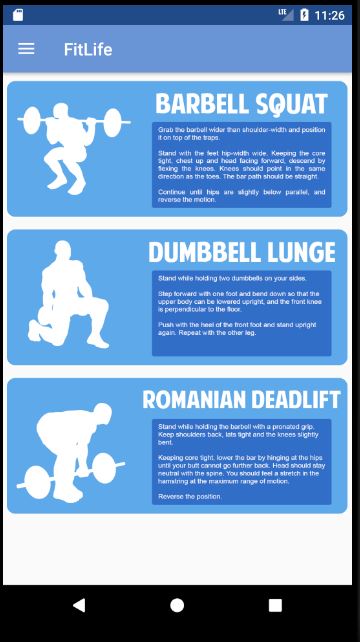 LTE 11:26
FitLife
BARBELL SQUAT
Grab the barbell wider than shoulder-width and position
it on top of the traps.
Stand with the feet hip-width wide. Keeping the core
tight, chest up and head facing forward, descend by
flexing the knees. Knees should point in the same
direction as the toes. The bar path should be straight.
Continue until hips are slightly below parallel, and
reverse the motion.
DUMBBELL LUNGE
Stand while holding two dumbbells on your sides.
Step forward with one foot and bend down so that the
upper body can be lowered upright, and the front knee
is perpendicular to the floor.
Push with the heel of the front foot and stand upright
again. Repeat with the other leg.
ROMANIAN DEADLIFT
Stand while holding the barbell with a pronated grip.
Keep shoulders back, lats tight and the knees slightly
bent.
Keeping core tight, lower the bar by hinging at the hips
until your butt cannot go further back. Head should stay
neutral with the spine. You should feel a stretch in the
hamstring at the maximum range of motion.
Reverse the position.